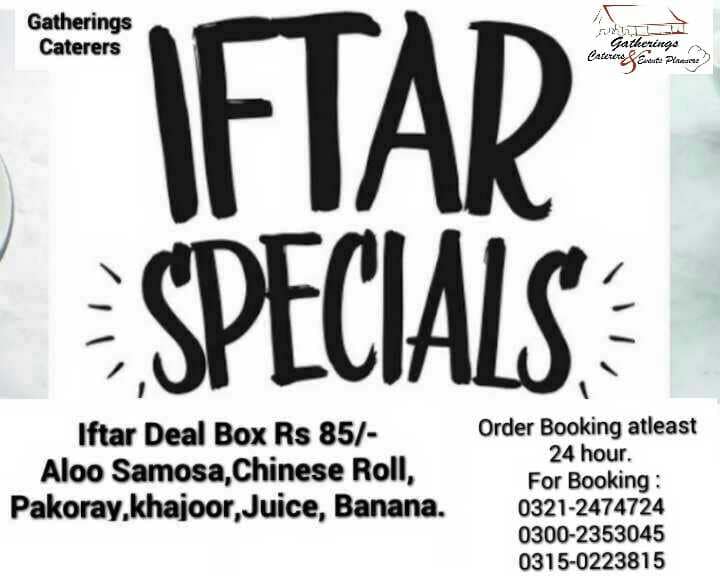 Gatherings
Caterers
Gatherings
Caterers & Events Planners
IFTAR
SPECIALS
Iftar Deal Box Rs 85/-
Aloo Samosa,Chinese Roll,
Pakoray,khajoor,Juice, Banana.
Order Booking atleast
24 hour.
For Booking :
0321-2474724
0300-2353045
0315-0223815